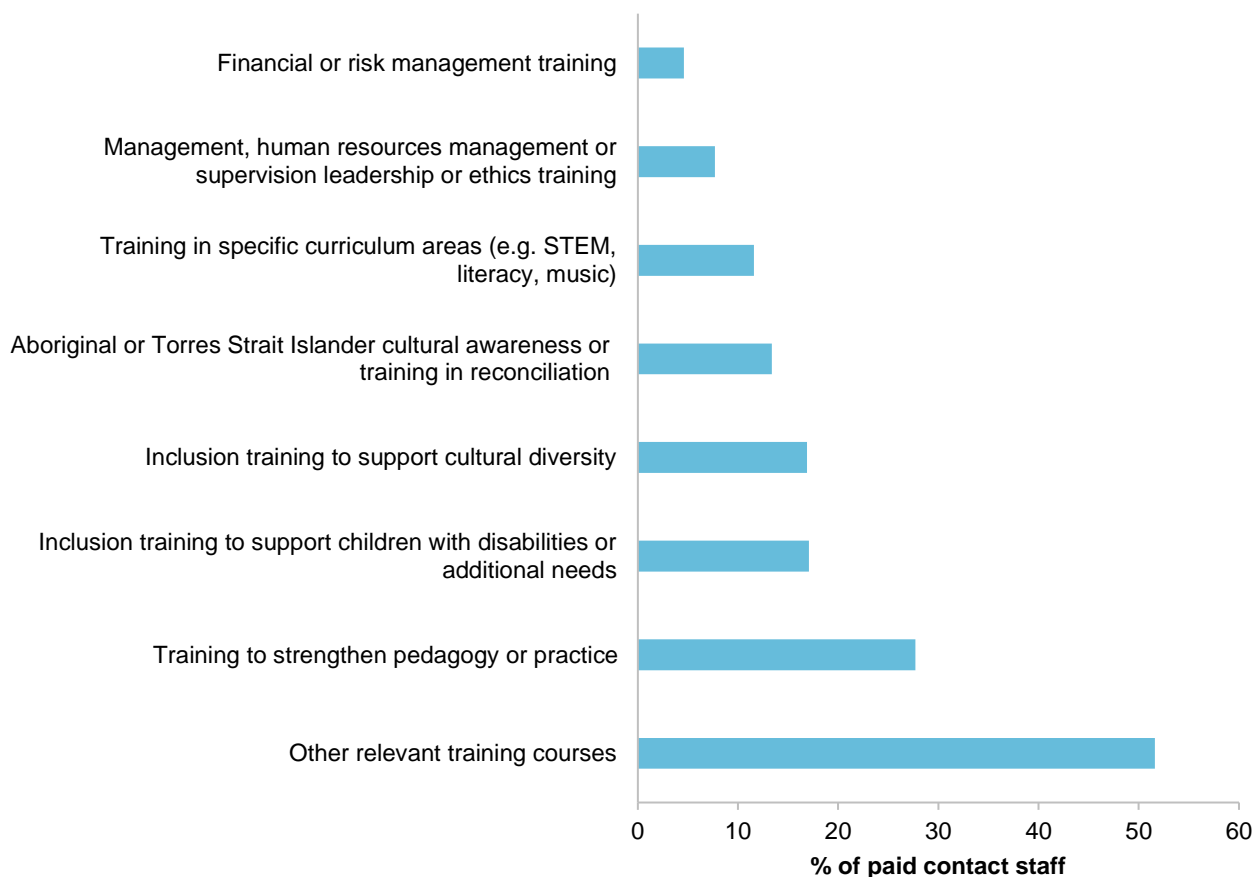 Financial or risk management training
Management, human resources management or
supervision leadership or ethics training
Training in specific curriculum areas (e.g. STEM,
literacy, music)
Aboriginal or Torres Strait Islander cultural awareness or
training in reconciliation
Inclusion training to support cultural diversity
Inclusion training to support children with disabilities or
additional needs
Training to strengthen pedagogy or practice
Other relevant training courses
0 10 20 30 40 50 60
% of paid contact staff